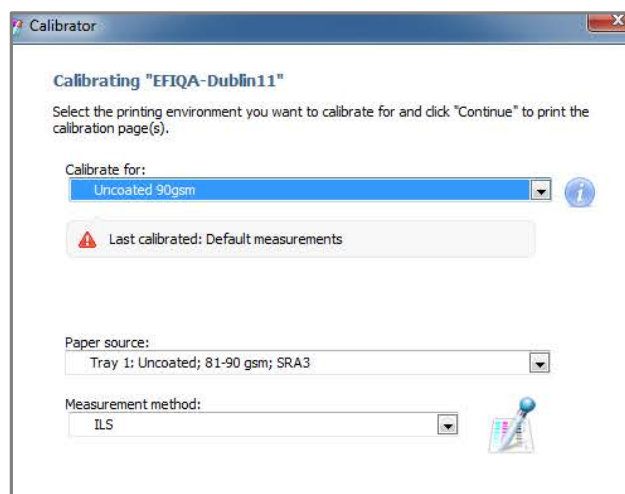 Calibrator
Calibrating "EFIQA-Dublin11"
Select the printing environment you want to calibrate for and click "Continue" to print the
calibration page(s).
Calibrate for:
Uncoated 90gsm
Last calibrated: Default measurements
Paper source:
Tray 1: Uncoated; 81-90 gsm; SRA3
Measurement method:
ILS